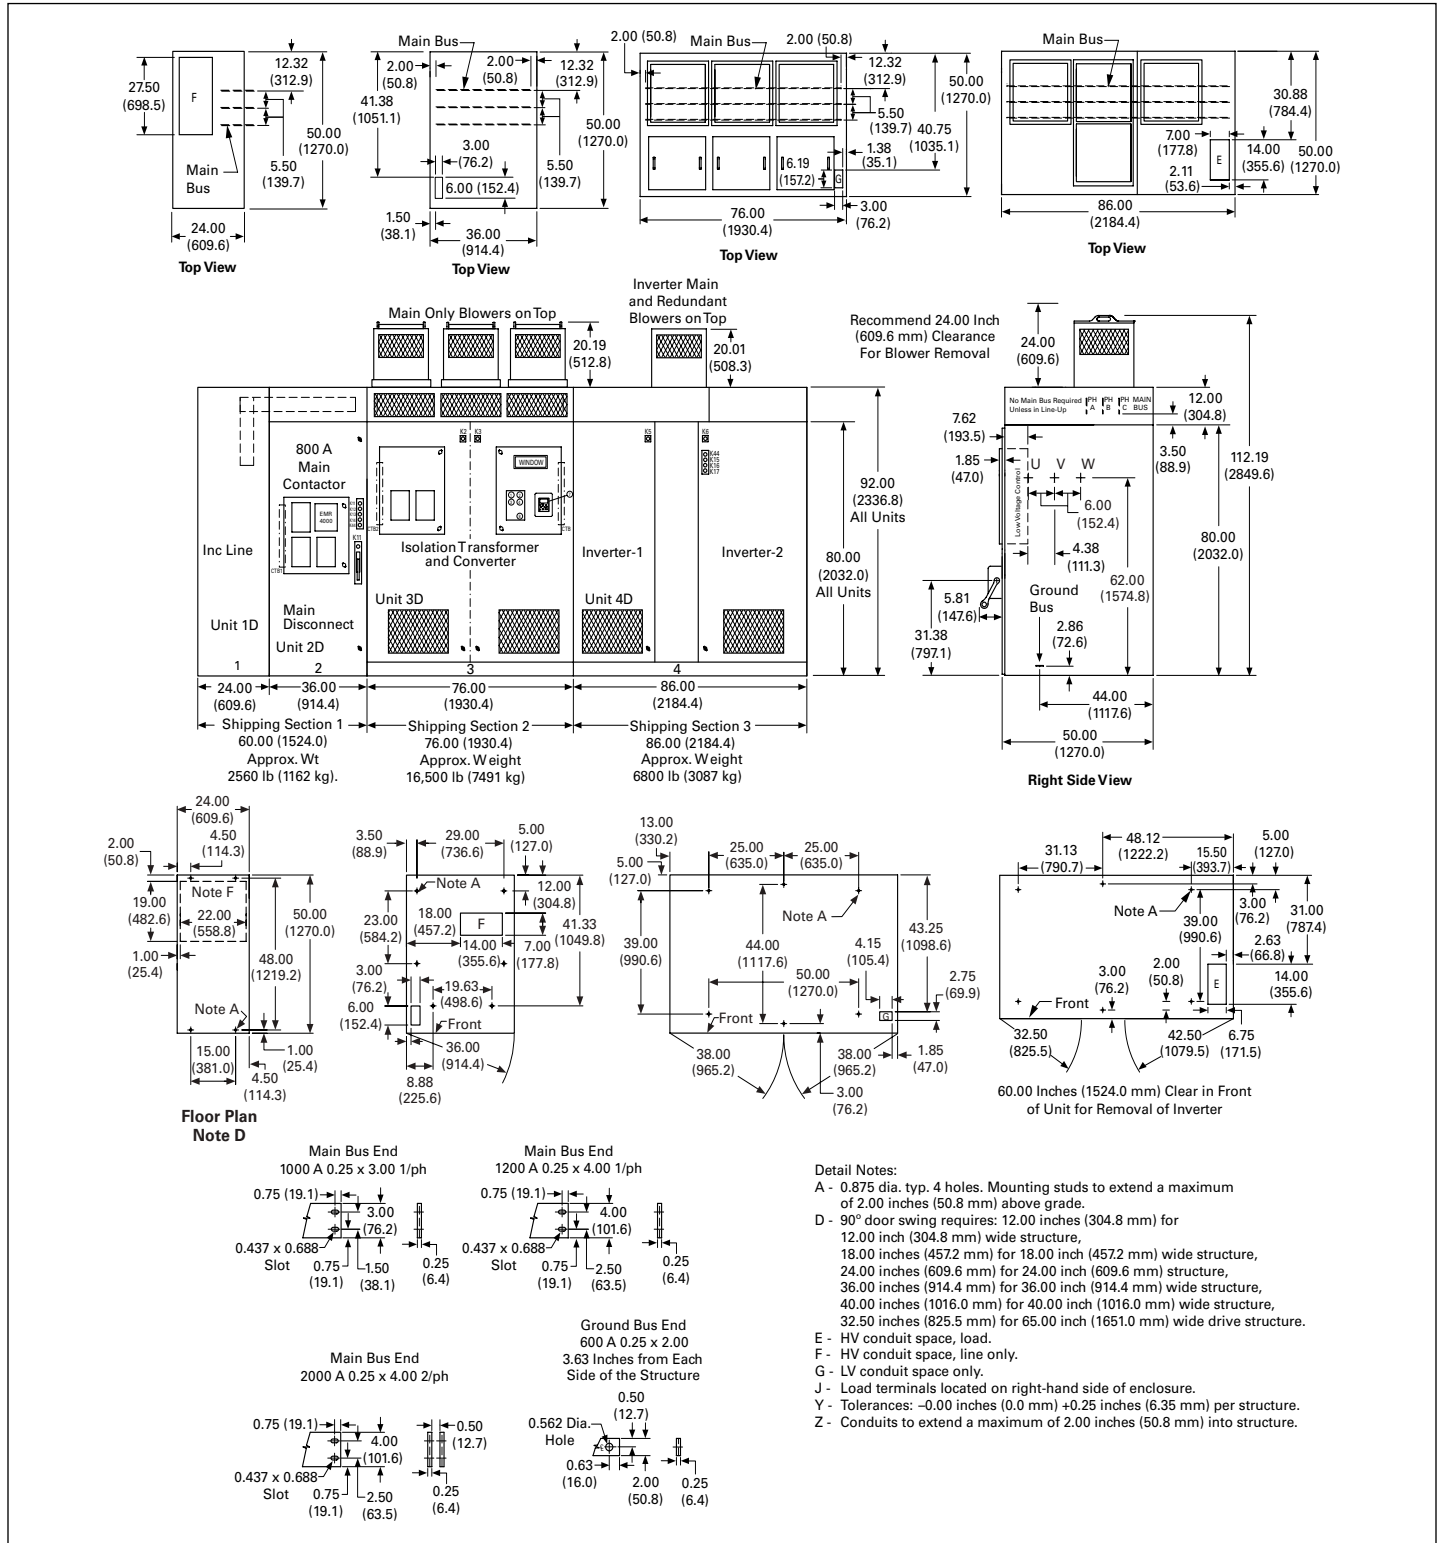 27.50
(698.5)
F
12.32
(312.9)
50.00
(1270.0)
5.50
(139.7)
Main
Bus
24.00
(609.6)
Top View
Main Bus
2.00
(50.8)
2.00
(50.8)
12.32
(312.9)
41.38
(1051.1)
50.00
(1270.0)
3.00
(76.2)
5.50
(139.7)
6.00 (152.4)
1.50
(38.1)
36.00
(914.4)
Top View
2.00 (50.8)
Main Bus
2.00 (50.8)
12.32
(312.9)
50.00
(1270.0)
5.50
(139.7)
40.75
(1035.1)
1.38
(35.1)
6.19
(157.2)
G
3.00
(76.2)
76.00
(1930.4)
Top View
Main Bus
30.88
(784.4)
7.00
(177.8)
E
14.00
(355.6)
50.00
(1270.0)
2.11
(53.6)
86.00
(2184.4)
Top View
Main Only Blowers on Top
20.19
(512.8)
Inverter Main
and Redundant
Blowers on Top
20.01
(508.3)
Recommend 24.00 Inch
(609.6 mm) Clearance
For Blower Removal
800 A
Main
Contactor
EMR
4000
K11
CTB1
Inc Line
Main
Disconnect
Unit 1D
Unit 2D
1
2
K2
K3
WINDOW
CTB2
CTB
Isolation Transformer
and Converter
Unit 3D
3
K5
K6
K44
K15
K16
K17
Inverter-1
Inverter-2
Unit 4D
4
92.00
(2336.8)
All Units
80.00
(2032.0)
All Units
24.00
(609.6)
36.00
(914.4)
76.00
(1930.4)
86.00
(2184.4)
Shipping Section 1
60.00 (1524.0)
Approx. Wt
2560 lb (1162 kg).
Shipping Section 2
76.00 (1930.4)
Approx. Weight
16,500 lb (7491 kg)
Shipping Section 3
86.00 (2184.4)
Approx. Weight
6800 lb (3087 kg)
24.00
(609.6)
No Main Bus Required
Unless in Line-Up
PH
A
PH
B
PH
C
MAIN
BUS
12.00
(304.8)
7.62
(193.5)
3.50
(88.9)
112.19
(2849.6)
1.85
(47.0)
Low Voltage Control
U V W
6.00
(152.4)
80.00
(2032.0)
4.38
(111.3)
62.00
(1574.8)
Ground
Bus
5.81
(147.6)
2.86
(72.6)
31.38
(797.1)
44.00
(1117.6)
50.00
(1270.0)
Right Side View
24.00
(609.6)
2.00
(50.8)
4.50
(114.3)
Note F
19.00
(482.6)
22.00
(558.8)
50.00
(1270.0)
1.00
(25.4)
48.00
(1219.2)
Note A
15.00
(381.0)
1.00
(25.4)
4.50
(114.3)
Floor Plan
Note D
3.50
(88.9)
29.00
(736.6)
5.00
(127.0)
Note A
12.00
(304.8)
18.00
(457.2)
F
23.00
(584.2)
41.33
(1049.8)
14.00
(355.6)
7.00
(177.8)
3.00
(76.2)
19.63
(498.6)
6.00
(152.4)
Front
36.00
(914.4)
8.88
(225.6)
13.00
(330.2)
5.00
(127.0)
25.00
(635.0)
25.00
(635.0)
Note A
39.00
(990.6)
44.00
(1117.6)
43.25
(1098.6)
4.15
(105.4)
50.00
(1270.0)
2.75
(69.9)
G
Front
38.00
(965.2)
38.00
(965.2)
1.85
(47.0)
3.00
(76.2)
48.12
(1222.2)
5.00
(127.0)
31.13
(790.7)
15.50
(393.7)
Note A
3.00
(76.2)
31.00
(787.4)
39.00
(990.6)
2.63
(66.8)
3.00
(76.2)
2.00
(50.8)
E
14.00
(355.6)
Front
32.50
(825.5)
42.50
(1079.5)
6.75
(171.5)
60.00 Inches (1524.0 mm) Clear in Front
of Unit for Removal of Inverter
Main Bus End
1000 A 0.25 x 3.00 1/ph
0.75 (19.1)
3.00
(76.2)
0.437 x 0.688
Slot
0.75
(19.1)
1.50
(38.1)
0.25
(6.4)
Main Bus End
1200 A 0.25 x 4.00 1/ph
0.75 (19.1)
4.00
(101.6)
0.437 x 0.688
Slot
0.75
(19.1)
2.50
(63.5)
0.25
(6.4)
Main Bus End
2000 A 0.25 x 4.00 2/ph
0.75 (19.1)
0.50
(12.7)
4.00
(101.6)
0.437 x 0.688
Slot
0.75
(19.1)
2.50
(63.5)
0.25
(6.4)
Ground Bus End
600 A 0.25 x 2.00
3.63 Inches from Each
Side of the Structure
0.50
(12.7)
0.562 Dia.
Hole
0.63
(16.0)
2.00
(50.8)
0.25
(6.4)
Detail Notes:
A - 0.875 dia. typ. 4 holes. Mounting studs to extend a maximum
of 2.00 inches (50.8 mm) above grade.
D - 90° door swing requires: 12.00 inches (304.8 mm) for
12.00 inch (304.8 mm) wide structure,
18.00 inches (457.2 mm) for 18.00 inch (457.2 mm) wide structure,
24.00 inches (609.6 mm) for 24.00 inch (609.6 mm) structure,
36.00 inches (914.4 mm) for 36.00 inch (914.4 mm) wide structure,
40.00 inches (1016.0 mm) for 40.00 inch (1016.0 mm) wide structure,
32.50 inches (825.5 mm) for 65.00 inch (1651.0 mm) wide drive structure.
E - HV conduit space, load.
F - HV conduit space, line only.
G - LV conduit space only.
J - Load terminals located on right-hand side of enclosure.
Y - Tolerances: –0.00 inches (0.0 mm) +0.25 inches (6.35 mm) per structure.
Z - Conduits to extend a maximum of 2.00 inches (50.8 mm) into structure.